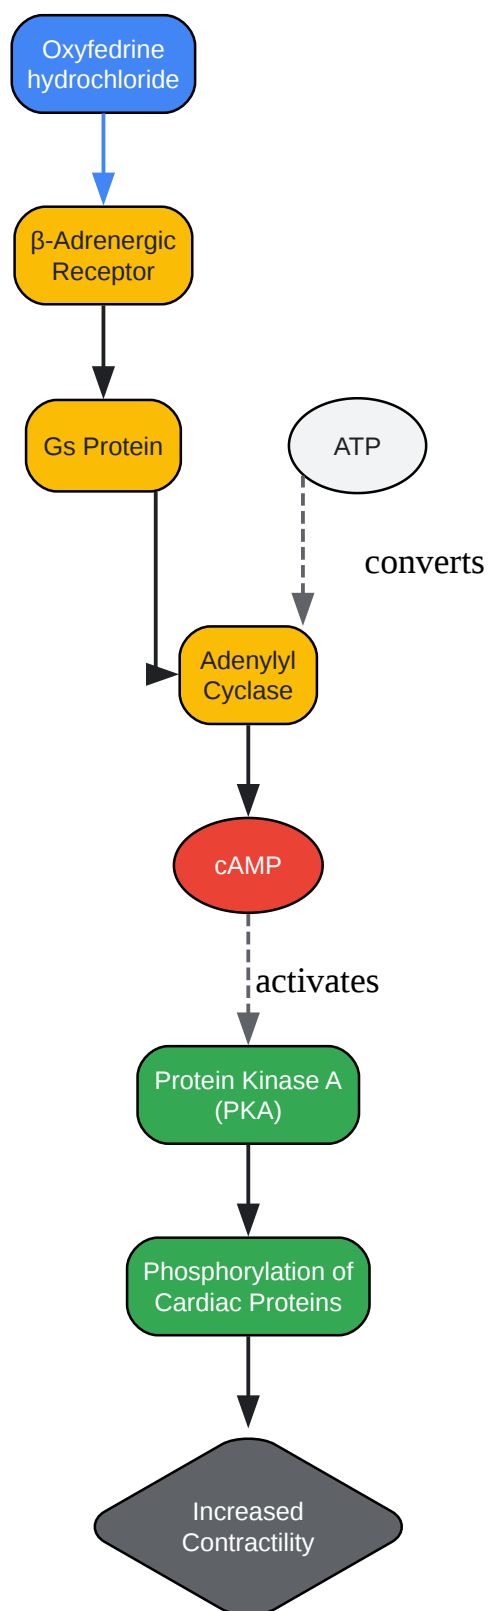 Oxyfedrine
hydrochloride
β-Adrenergic
Receptor
Gs Protein
ATP
converts
Adenylyl
Cyclase
cAMP
activates
Protein Kinase A
(PKA)
Phosphorylation of
Cardiac Proteins
Increased
Contractility